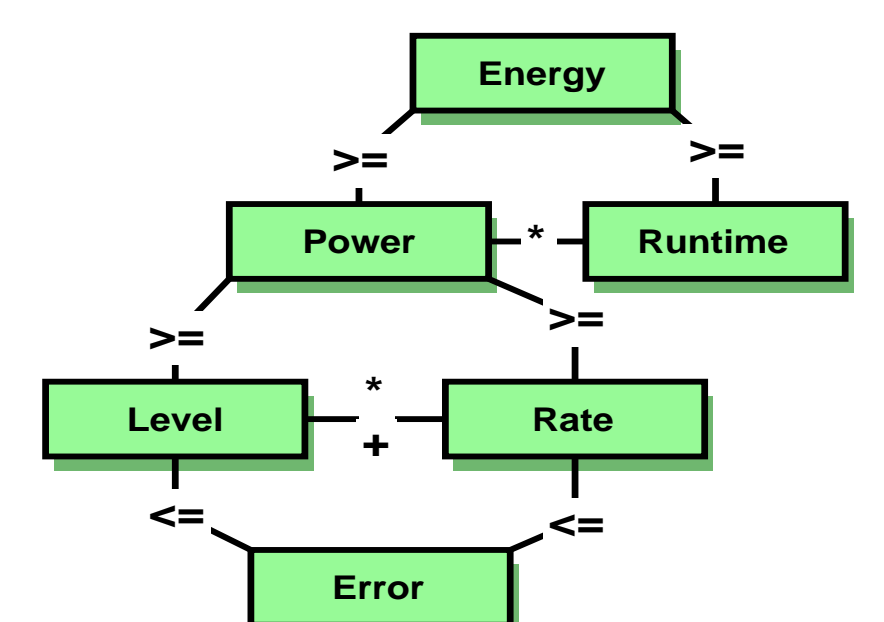 Energy
>= >=
Power * Runtime
>= >=
*
Level Rate
+
<= <=
Error